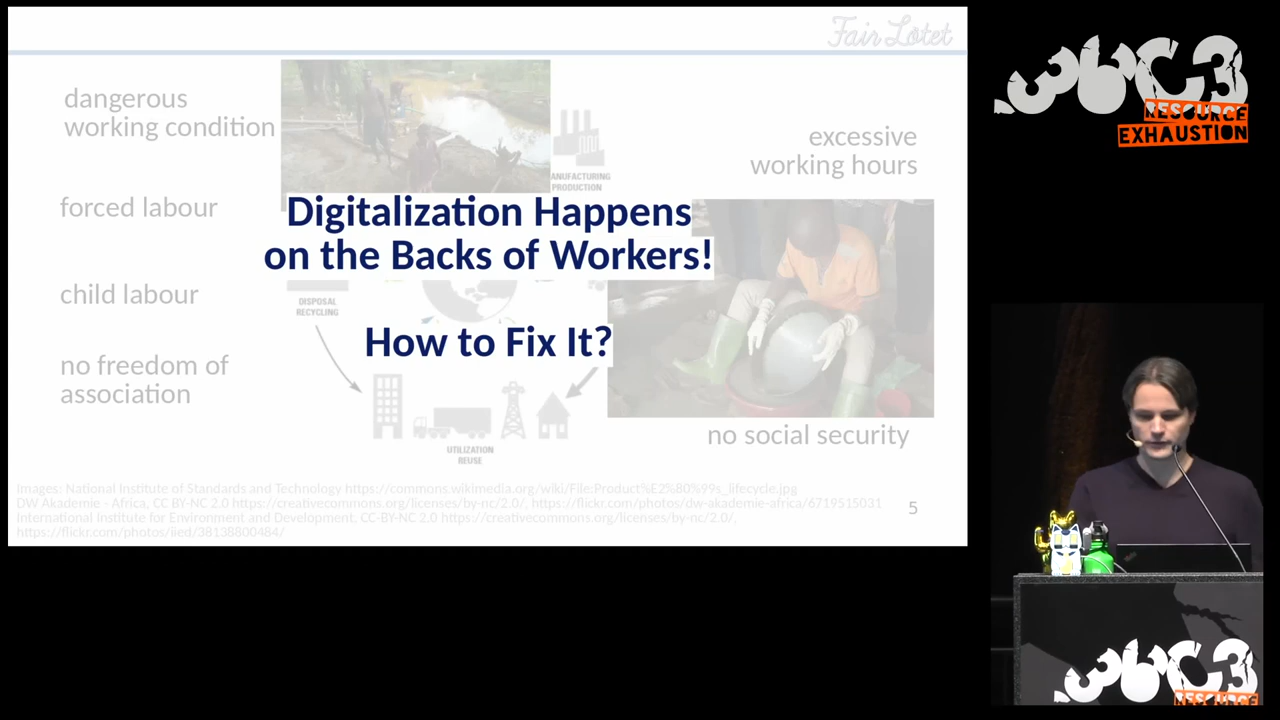 Fair Lötet
dangerous
working condition
forced labour
child labour
no freedom of
association
MANUFACTURING
PRODUCTION
excessive
working hours
Digitalization Happens
on the Backs of Workers!
How to Fix It?
DISPOSAL
RECYCLING
UTILIZATION
REUSE
no social security
Images: National Institute of Standards and Technology https://commons.wikimedia.org/wiki/File:Product%E2%80%99s_lifecycle.jpg
DW Akademie - Africa, CC BY-NC 2.0 https://creativecommons.org/licenses/by-nc/2.0/, https://flickr.com/photos/dw-akademie-africa/6719515031
International Institute for Environment and Development, CC-BY-NC 2.0 https://creativecommons.org/licenses/by-nc/2.0/,
https://flickr.com/photos/iied/38138800484/
5
36C3
RESOURCE
EXHAUSTION
36C3
RESOURCE